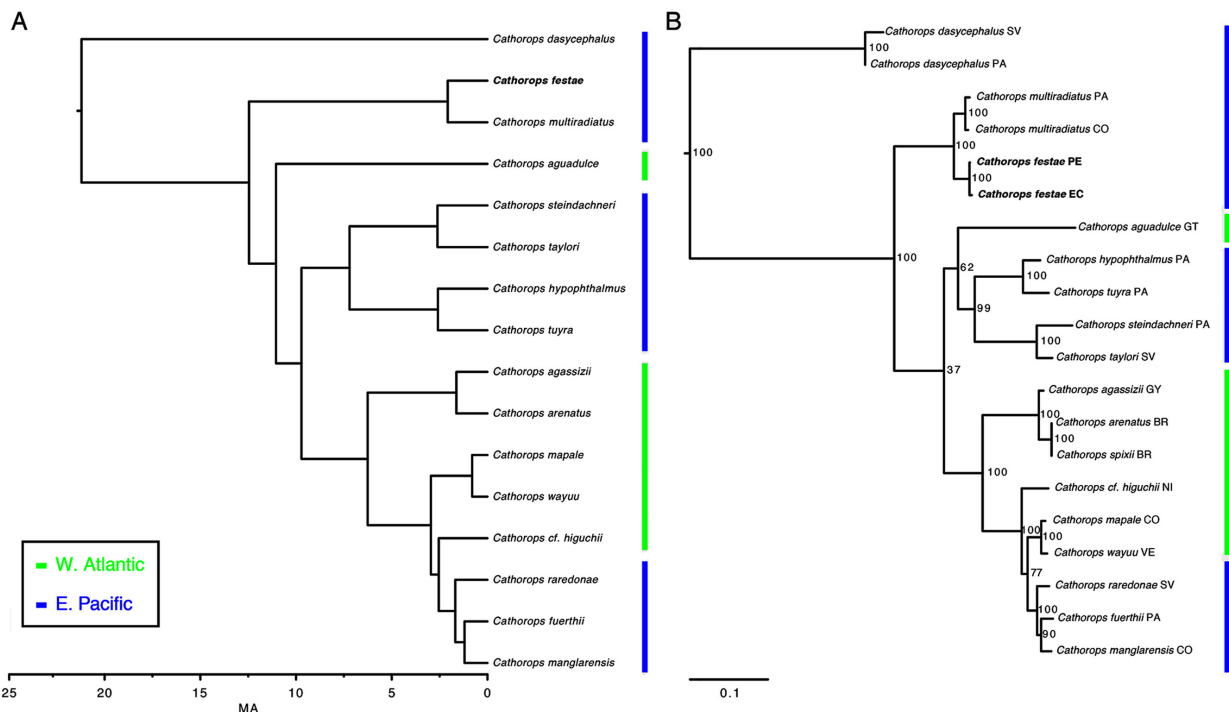 A
Cathorops dasycephalus
Cathorops festae
Cathorops multiradiatus
Cathorops aguadulce
Cathorops steindachneri
Cathorops taylori
Cathorops hypophthalmus
Cathorops tuyra
Cathorops agassizii
Cathorops arenatus
Cathorops mapale
Cathorops wayuu
Cathorops cf. higuchii
Cathorops raredonae
Cathorops fuerthii
Cathorops manglarensis
W. Atlantic
E. Pacific
25 20 15 10 5 0
MA
B
Cathorops dasycephalus SV
100
Cathorops dasycephalus PA
Cathorops multiradiatus PA
100
Cathorops multiradiatus CO
100
100
Cathorops festae PE
100
Cathorops festae EC
Cathorops aguadulce GT
100
Cathorops hypophthalmus PA
62
100
Cathorops tuyra PA
99
Cathorops steindachneri PA
100
Cathorops taylori SV
37
Cathorops agassizii GY
100
Cathorops arenatus BR
100
Cathorops spixii BR
100
Cathorops cf. higuchii NI
Cathorops mapale CO
100
100
Cathorops wayuu VE
77
Cathorops raredonae SV
100
Cathorops fuerthii PA
90
Cathorops manglarensis CO
0.1